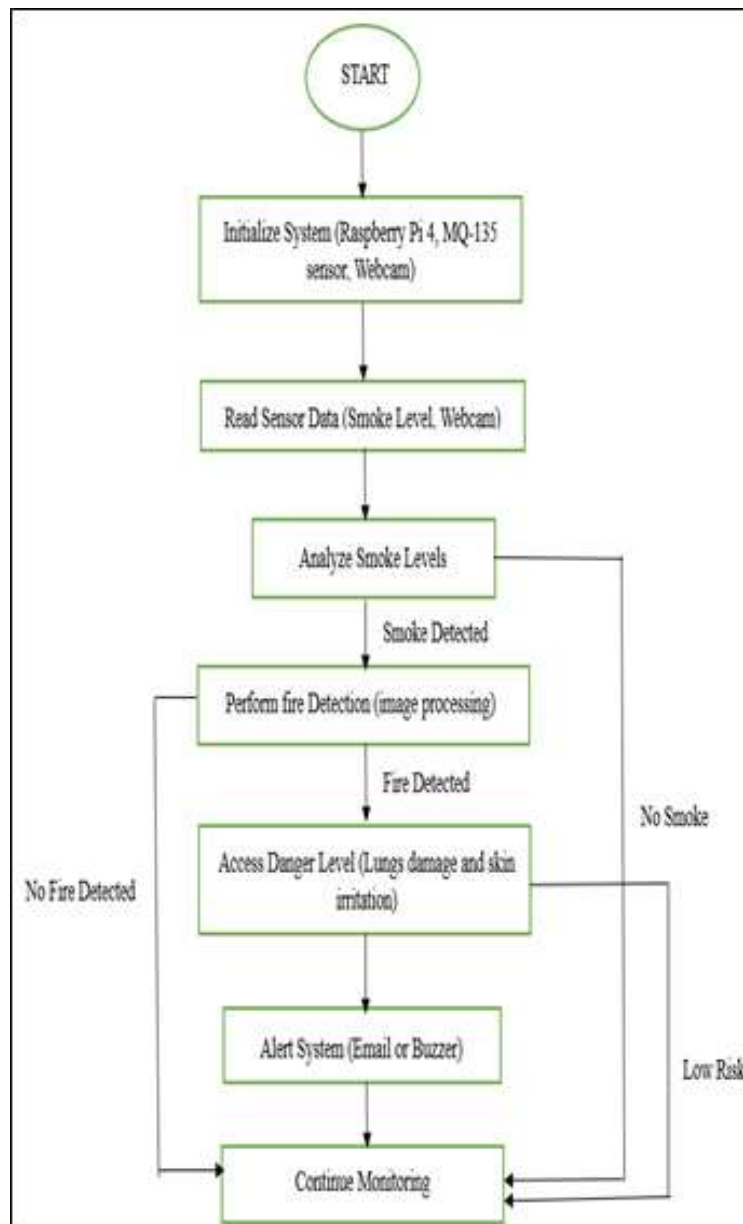 START
Initialize System (Raspberry Pi 4, MQ-135
sensor, Webcam)
Read Sensor Data (Smoke Level, Webcam)
Analyze Smoke Levels
Smoke Detected
Perform fire Detection (image processing)
Fire Detected
No Smoke
Access Danger Level (Lungs damage and skin
irritation)
No Fire Detected
Alert System (Email or Buzzer)
Low Risk
Continue Monitoring